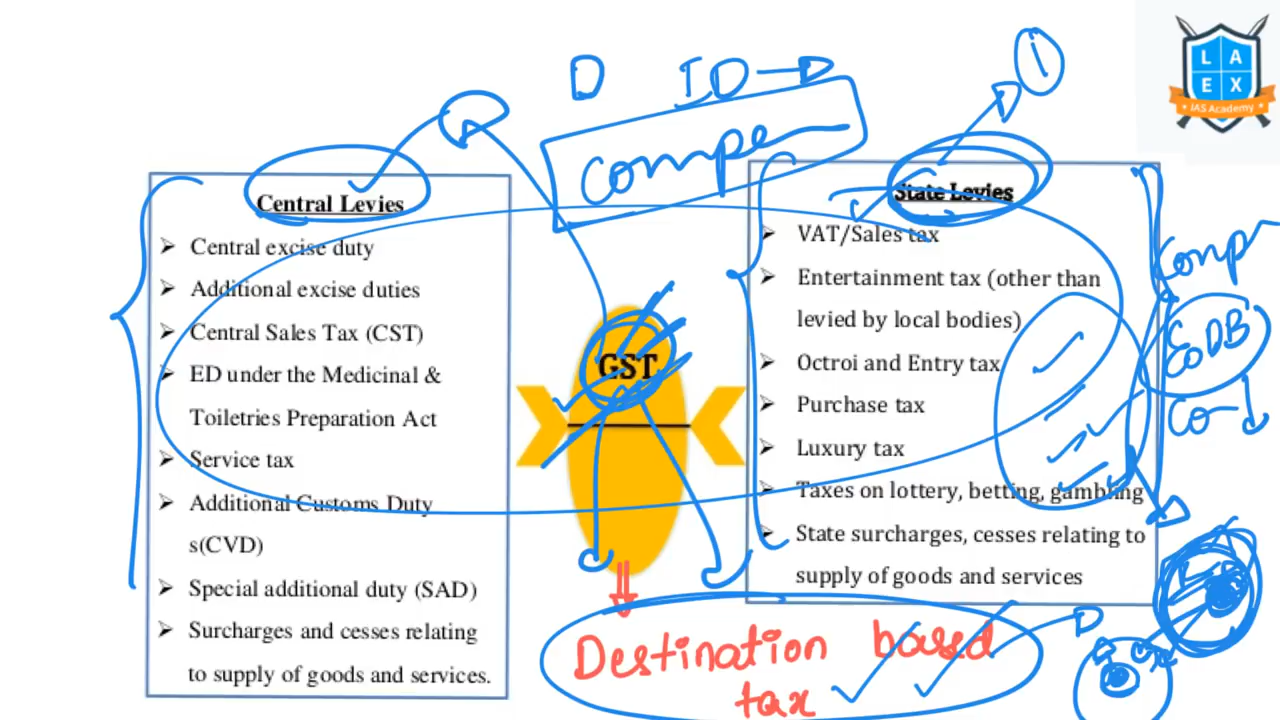 L A
E X
IAS Academy
D ID
①
Compe
Central Levies
Central excise duty
Additional excise duties
Central Sales Tax (CST)
ED under the Medicinal &
Toiletries Preparation Act
Service tax
Additional Customs Duty
s(CVD)
Special additional duty (SAD)
Surcharges and cesses relating
to supply of goods and services.
GST
State Levies
VAT/Sales tax
Entertainment tax (other than
levied by local bodies)
Octroi and Entry tax
Purchase tax
Luxury tax
Taxes on lottery, betting, gambling
State surcharges, cesses relating to
supply of goods and services
Comp
Destination based
tax